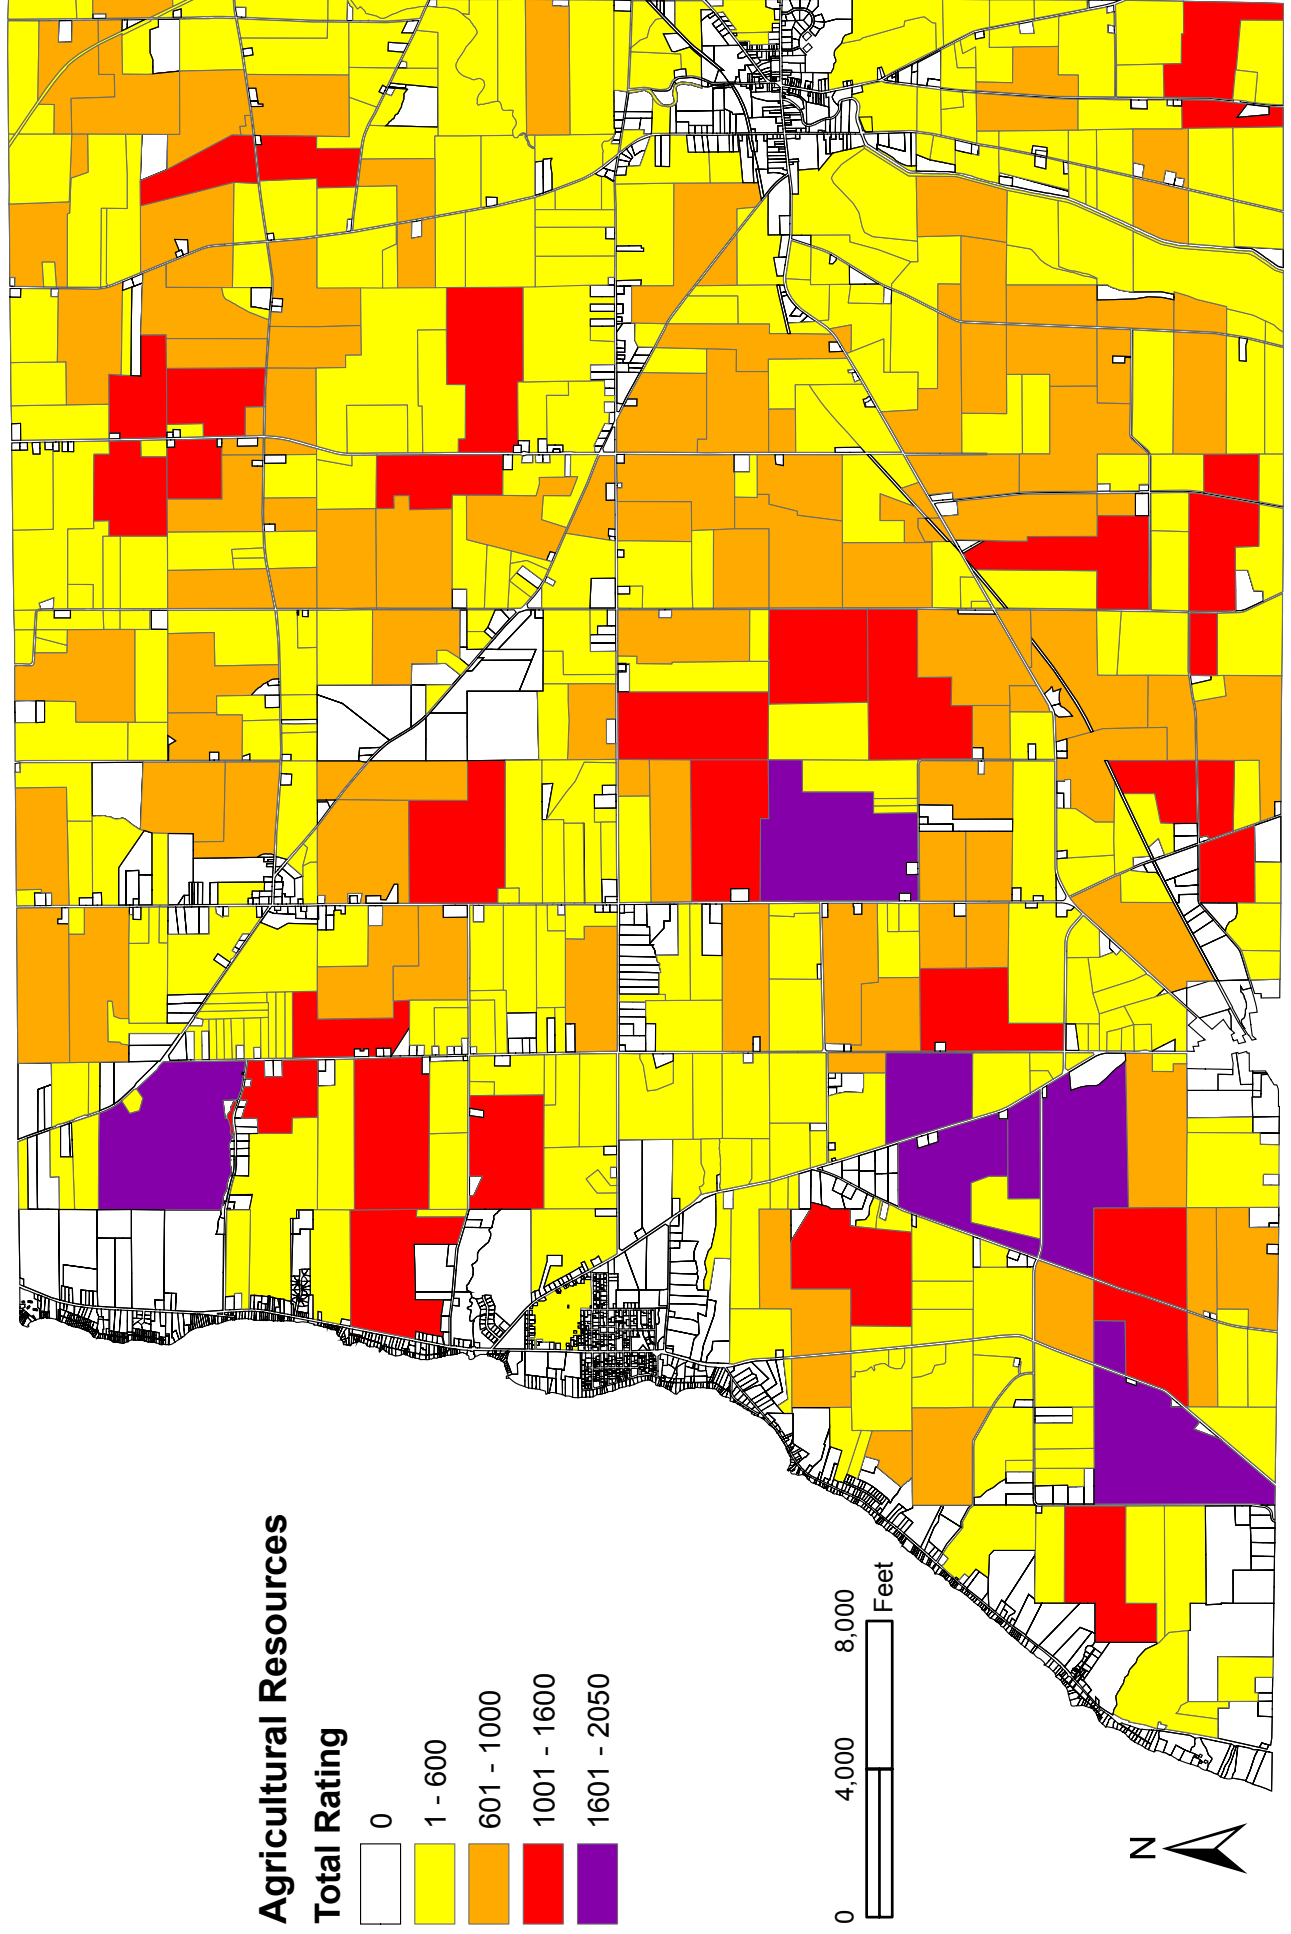 Agricultural Resources
Total Rating
0
1 - 600
601 - 1000
1001 - 1600
1601 - 2050
0 4,000 8,000
Feet
N